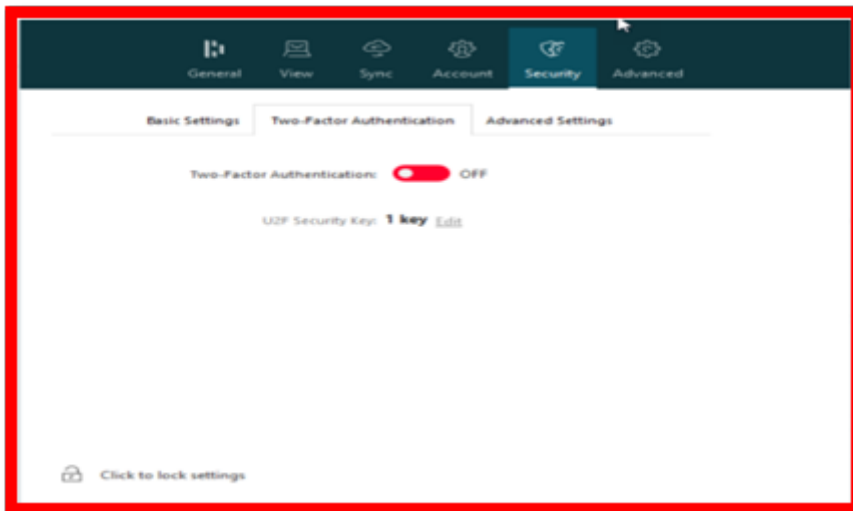 General View Sync Account Security Advanced
Basic Settings Two-Factor Authentication Advanced Settings
Two-Factor Authentication: OFF
U2F Security Key: 1 key Edit
Click to lock settings